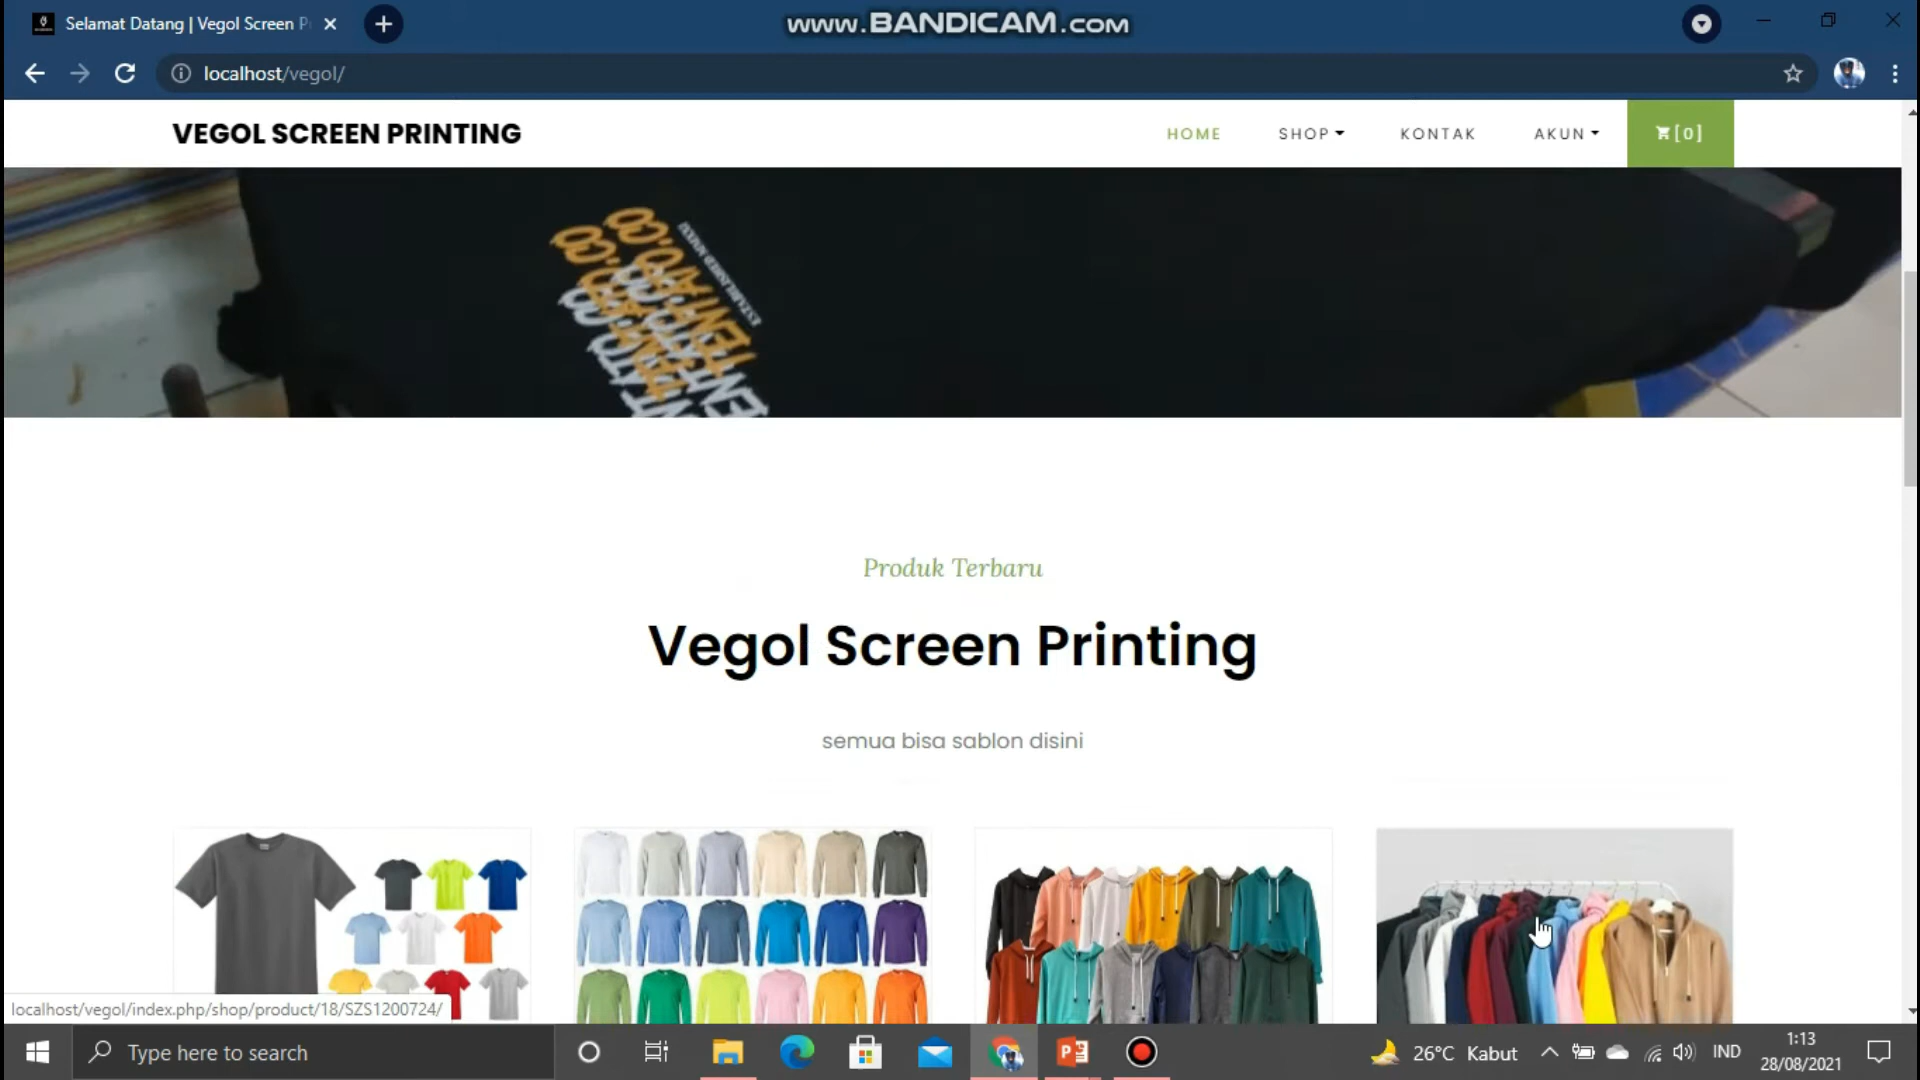 Selamat Datang | Vegol Screen P
www.BANDICAM.com
localhost/vegol/
VEGOL SCREEN PRINTING
HOME
SHOP
KONTAK
AKUN
[0]
Produk Terbaru
Vegol Screen Printing
semua bisa sablon disini
localhost/vegol/index.php/shop/product/18/SZS1200724/
Type here to search
26°C Kabut
IND
1:13
28/08/2021